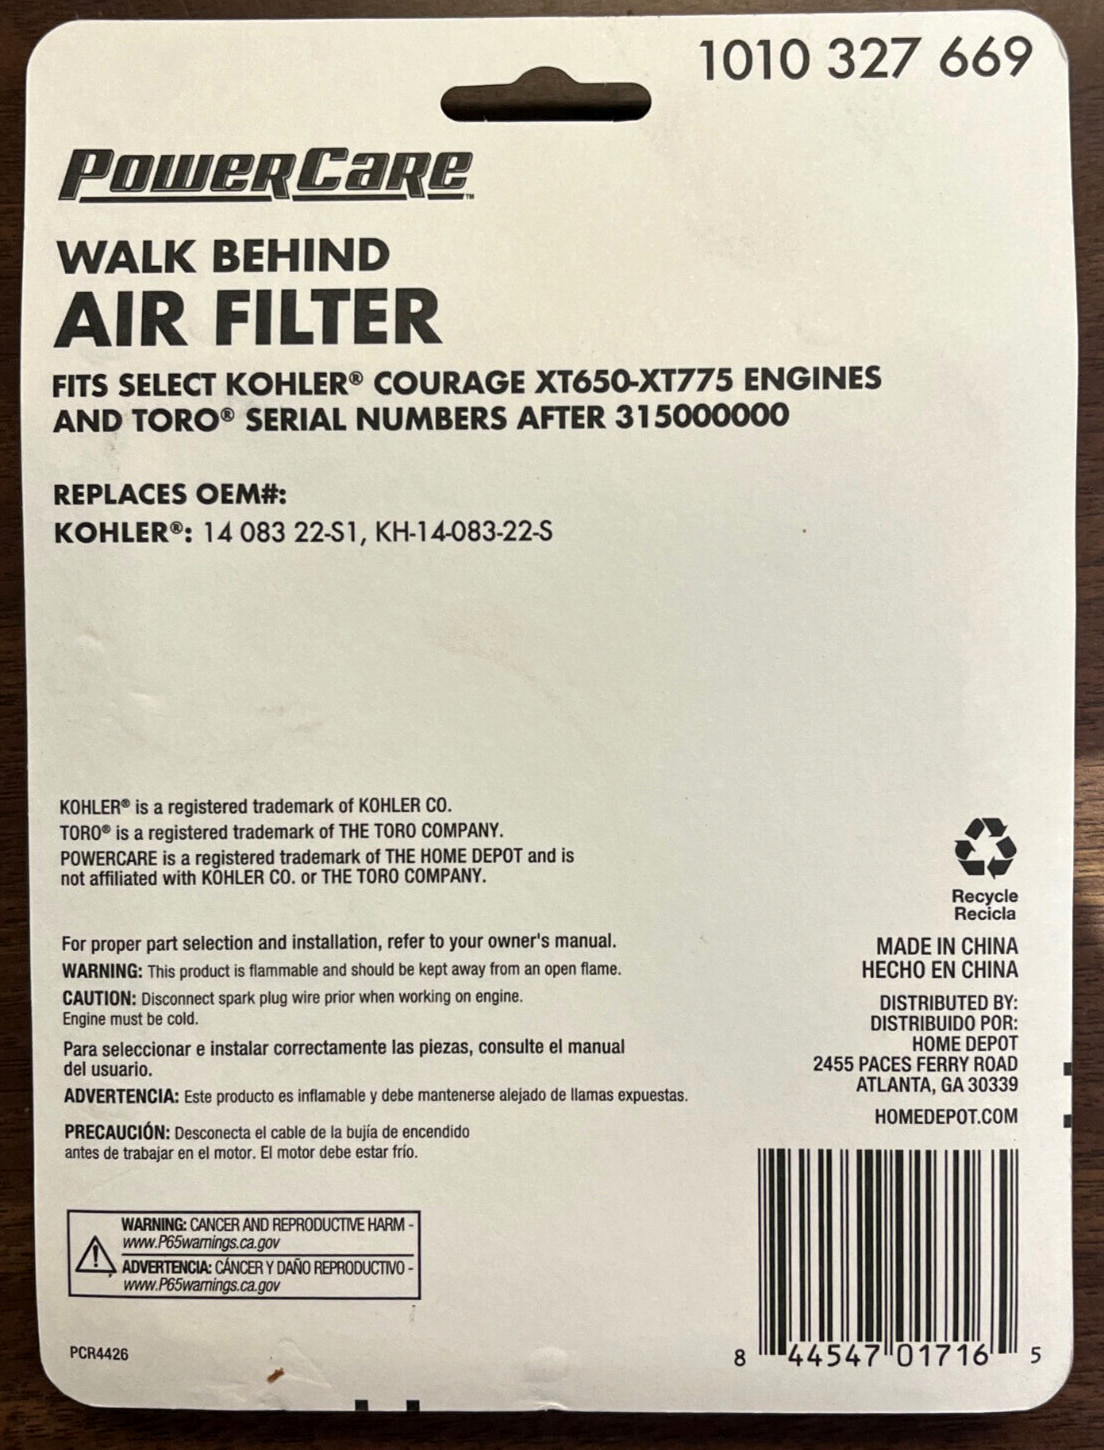 1010 327 669
PowerCare™
WALK BEHIND
AIR FILTER
FITS SELECT KOHLER® COURAGE XT650-XT775 ENGINES
AND TORO® SERIAL NUMBERS AFTER 315000000
REPLACES OEM#:
KOHLER®: 14 083 22-S1, KH-14-083-22-S
KOHLER® is a registered trademark of KOHLER CO.
TORO® is a registered trademark of THE TORO COMPANY.
POWERCARE is a registered trademark of THE HOME DEPOT and is
not affiliated with KOHLER CO. or THE TORO COMPANY.
For proper part selection and installation, refer to your owner's manual.
WARNING: This product is flammable and should be kept away from an open flame.
CAUTION: Disconnect spark plug wire prior when working on engine.
Engine must be cold.
Para seleccionar e instalar correctamente las piezas, consulte el manual
del usuario.
ADVERTENCIA: Este producto es inflamable y debe mantenerse alejado de llamas expuestas.
PRECAUCIÓN: Desconecta el cable de la bujía de encendido
antes de trabajar en el motor. El motor debe estar frío.
WARNING: CANCER AND REPRODUCTIVE HARM -
www.P65warnings.ca.gov
ADVERTENCIA: CÁNCER Y DAÑO REPRODUCTIVO -
www.P65warnings.ca.gov
PCR4426
Recycle
Recicla
MADE IN CHINA
HECHO EN CHINA
DISTRIBUTED BY:
DISTRIBUIDO POR:
HOME DEPOT
2455 PACES FERRY ROAD
ATLANTA, GA 30339
HOMEDEPOT.COM
8 44547 01716 5